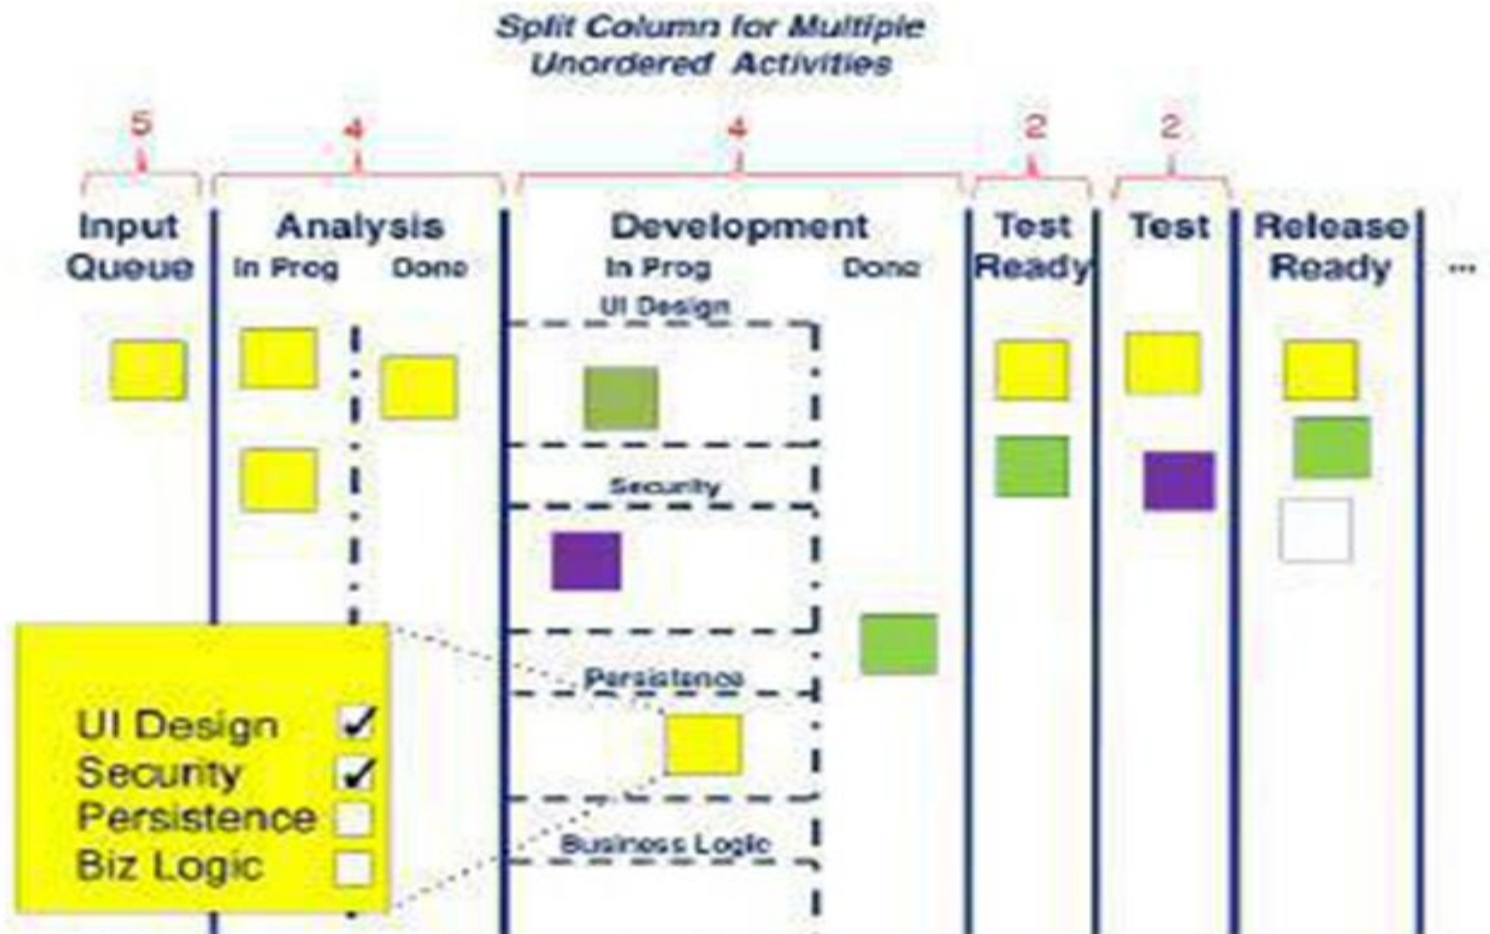 Split Column for Multiple
Unordered Activities
5 4 4 2 2
Input Analysis Development Test Test Release
Queue In Prog Done In Prog Done Ready Ready ...
UI Design
Security
Persistence
Business Logic
UI Design
Security
Persistence
Biz Logic